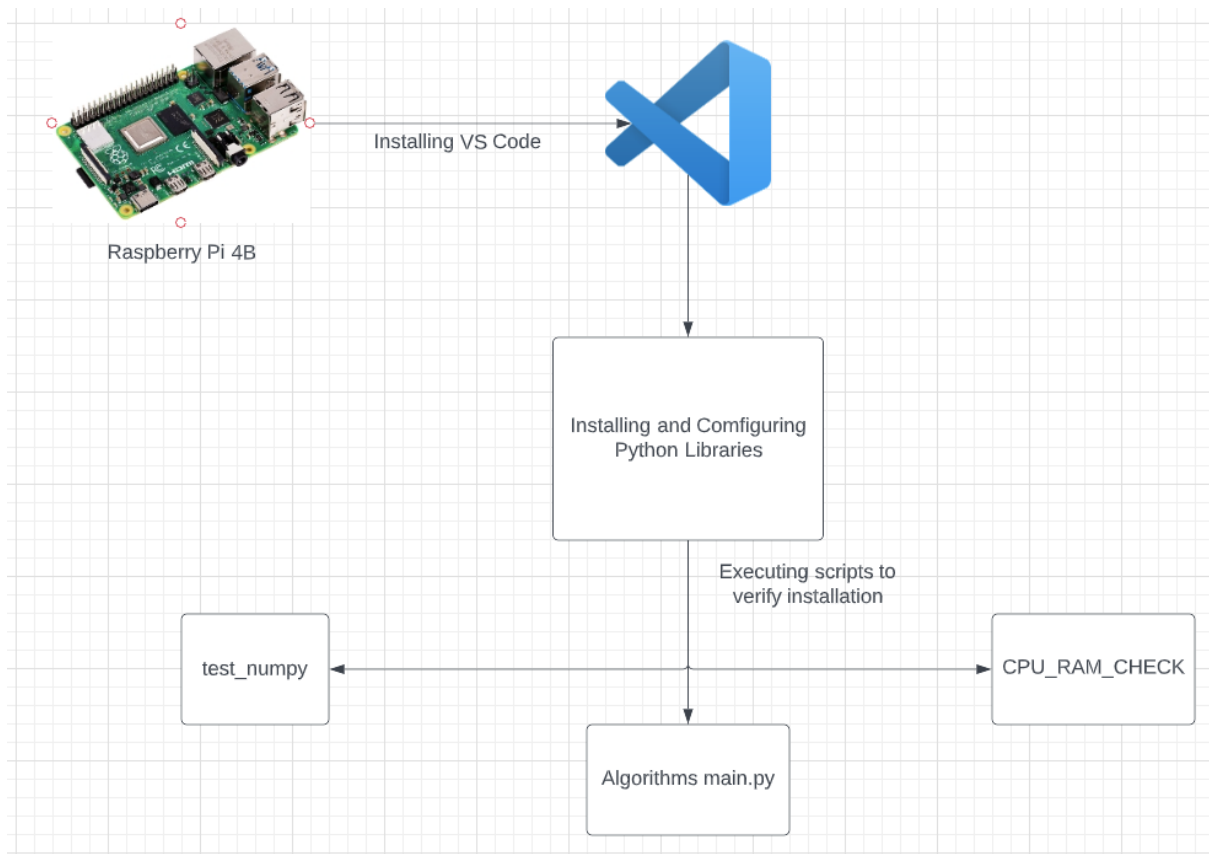 Installing VS Code
Raspberry Pi 4B
Installing and Comfiguring
Python Libraries
Executing scripts to
verify installation
test_numpy
CPU_RAM_CHECK
Algorithms main.py